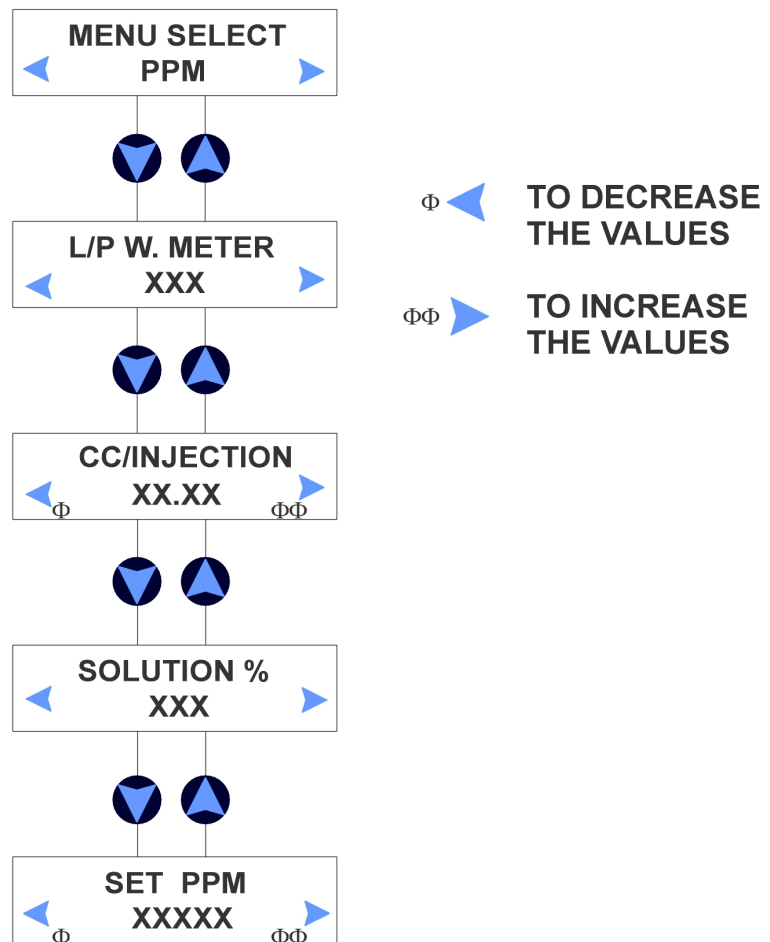 MENU SELECT
PPM
Φ TO DECREASE
THE VALUES
L/P W. METER
XXX
ΦΦ TO INCREASE
THE VALUES
CC/INJECTION
XX.XX
Φ ΦΦ
SOLUTION %
XXX
SET PPM
XXXXX
Φ ΦΦ